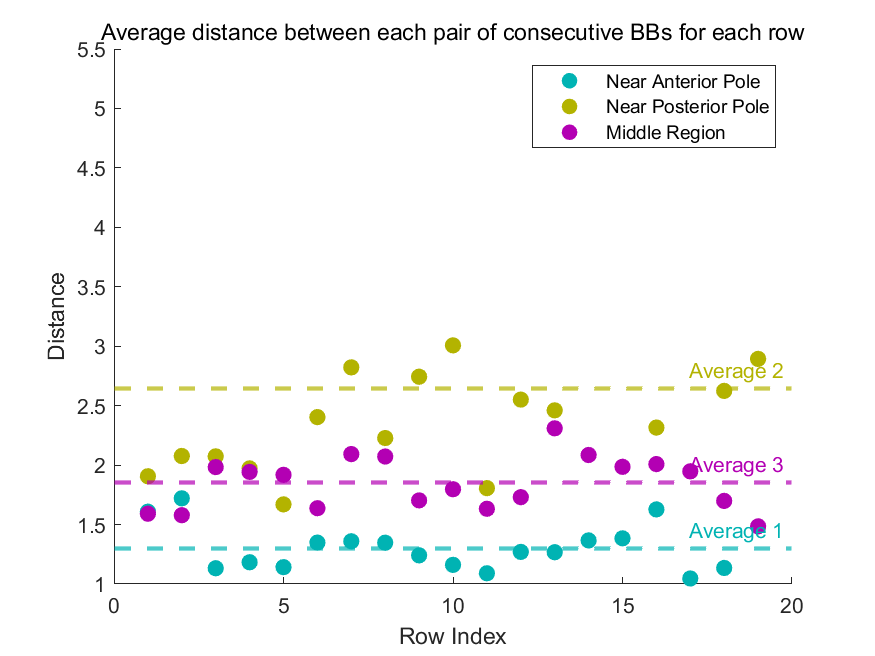 Average distance between each pair of consecutive BBs for each row
5.5
5
4.5
4
3.5
3
2.5
2
1.5
1
Distance
Near Anterior Pole
Near Posterior Pole
Middle Region
Average 2
Average 3
Average 1
0
5
10
15
20
Row Index